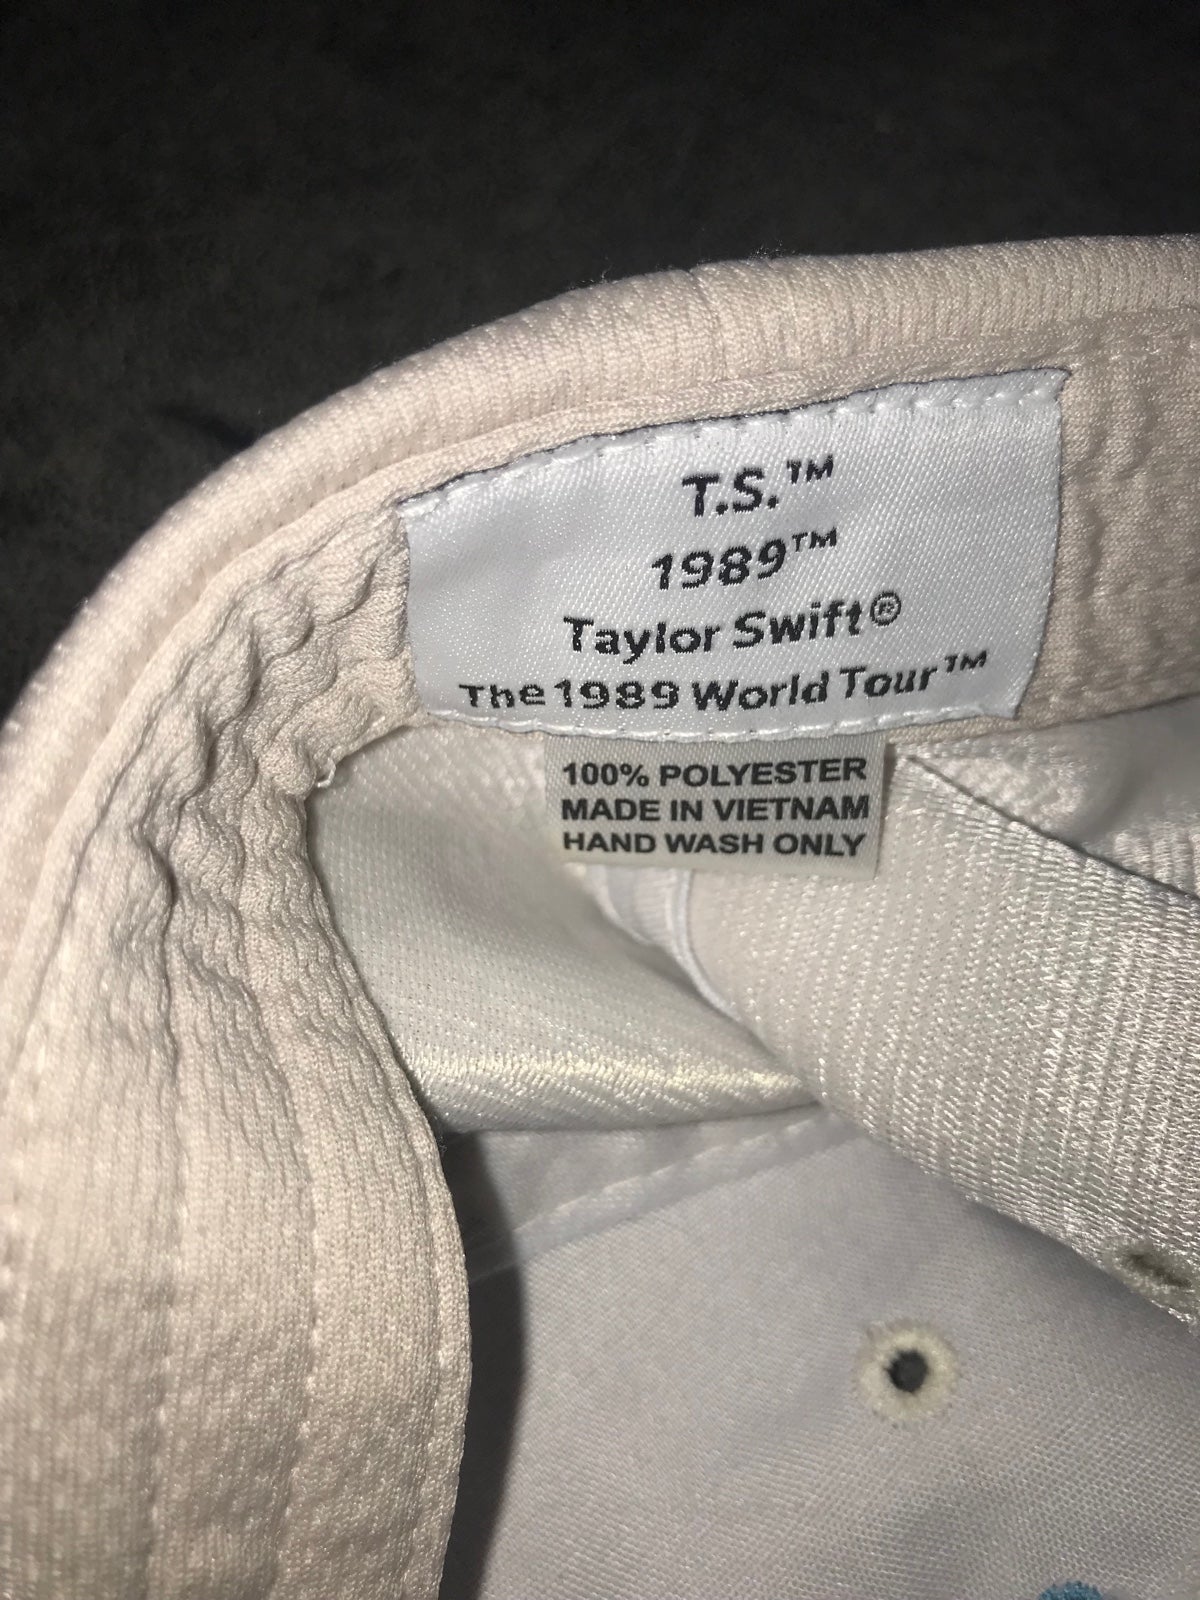 T.S.™
1989™
Taylor Swift®
The 1989 World Tour™
100% POLYESTER
MADE IN VIETNAM
HAND WASH ONLY